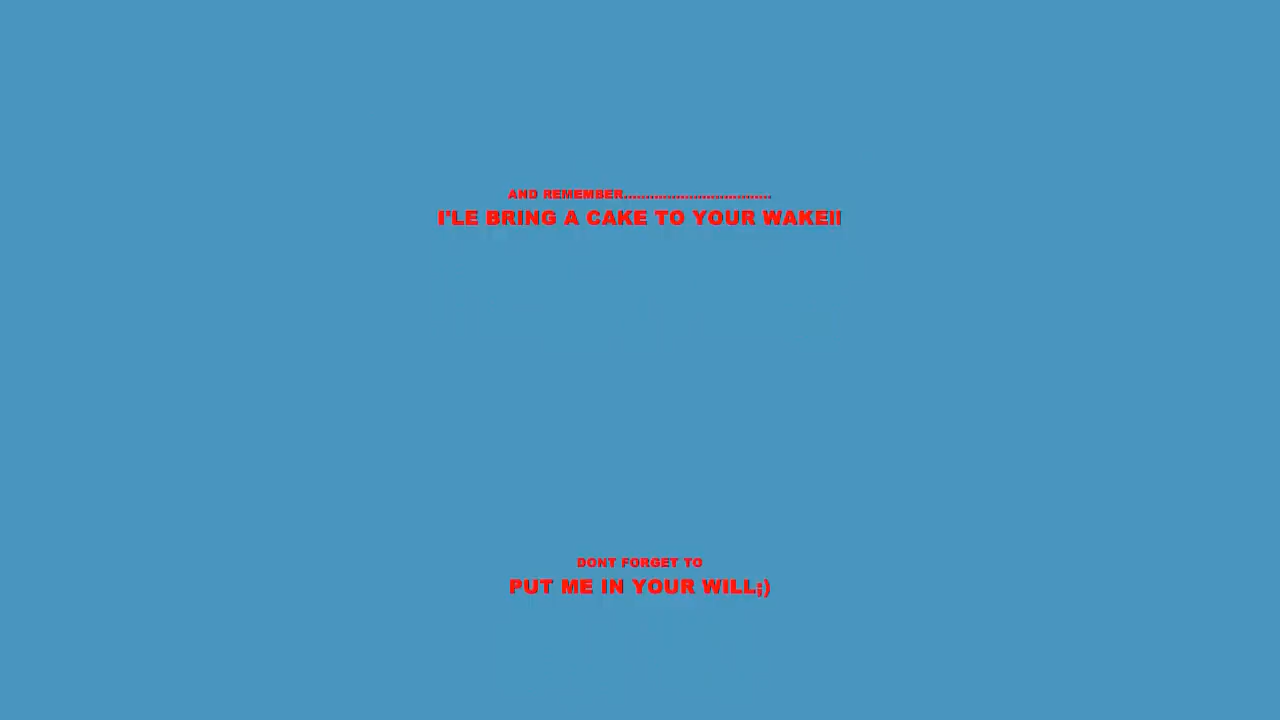 AND REMEMBER..................................
I'LE BRING A CAKE TO YOUR WAKE!!
DONT FORGET TO
PUT ME IN YOUR WILL;)